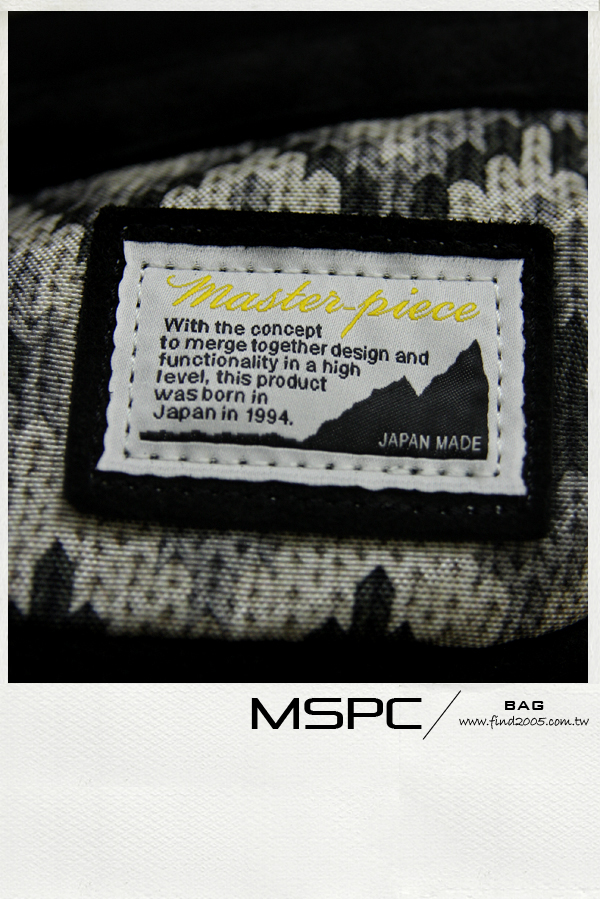 Master-piece
With the concept
to merge together design and
functionality in a high
level, this product
was born in
Japan in 1994.
JAPAN MADE
MSPC
BAG
www.find2005.com.tw